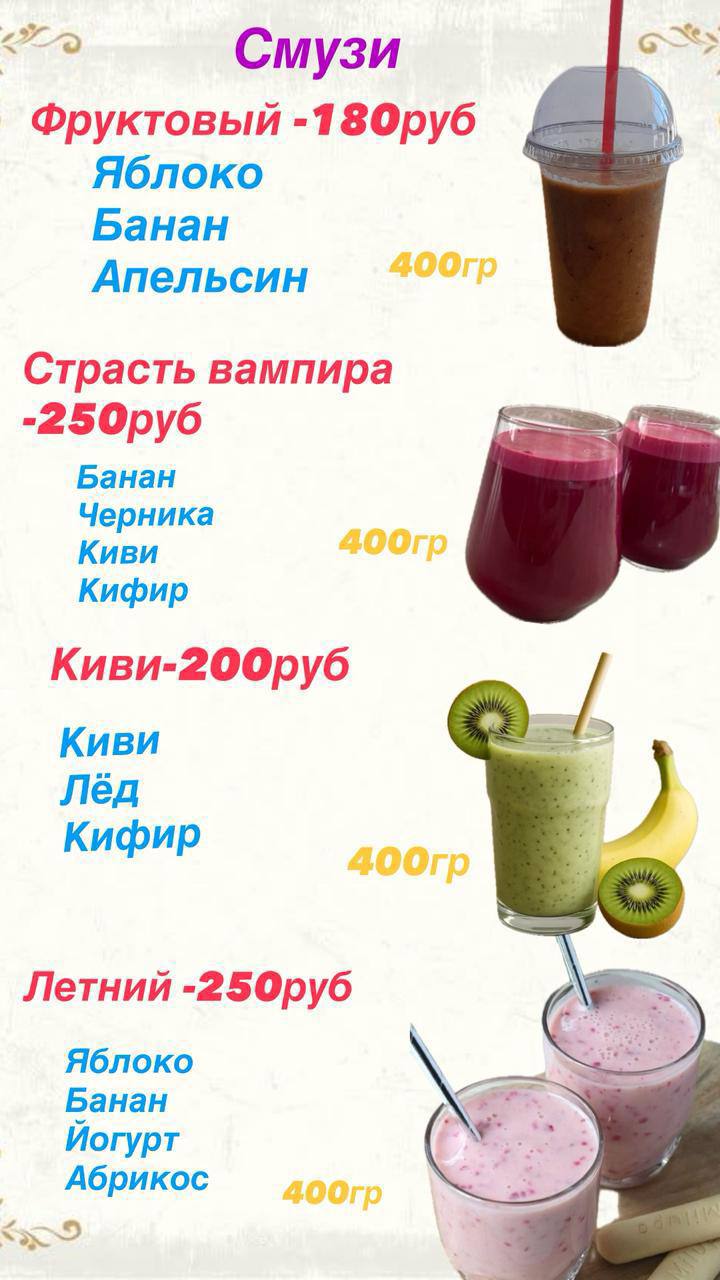 Смузи
Фруктовый -180руб
Яблоко
Банан
Апельсин
400гр
Страсть вампира
-250руб
Банан
Черника
Киви
Кифир
400гр
Киви-200руб
Киви
Лёд
Кифир
400гр
Летний -250руб
Яблоко
Банан
Йогурт
Абрикос
400гр